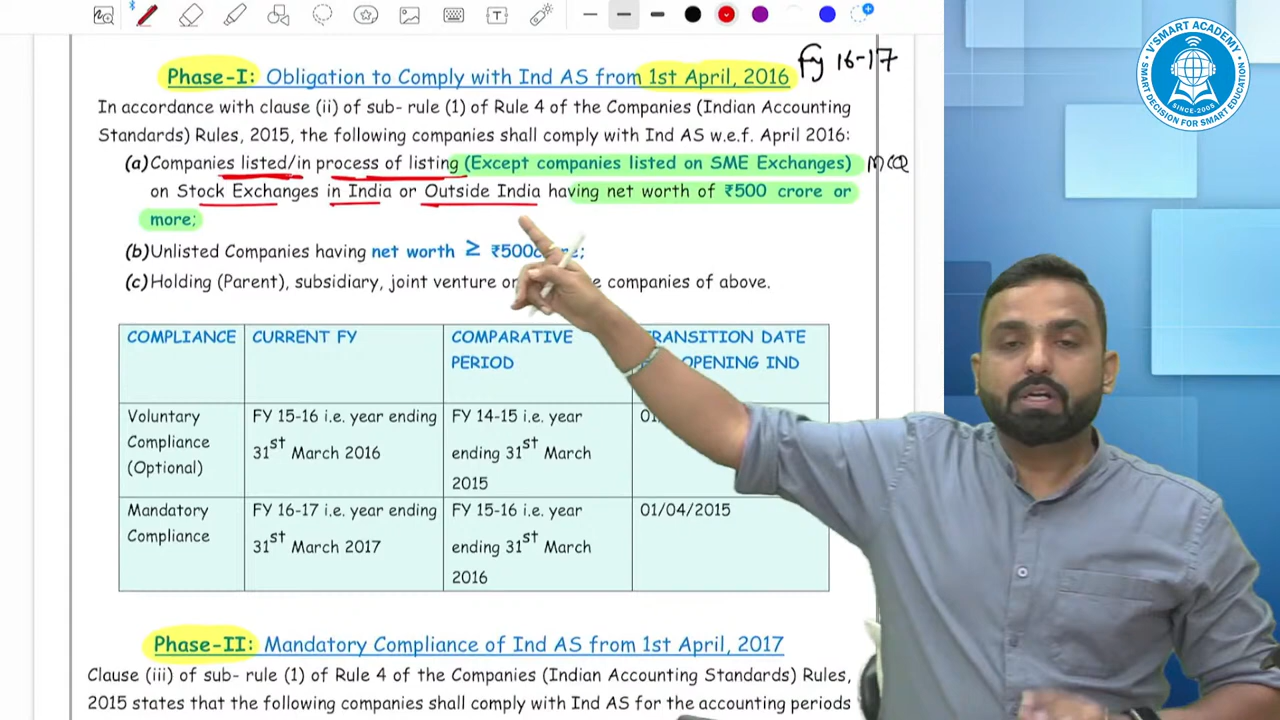 Phase-I: Obligation to Comply with Ind AS from 1st April, 2016 Fy 16-17
In accordance with clause (ii) of sub- rule (1) of Rule 4 of the Companies (Indian Accounting
Standards) Rules, 2015, the following companies shall comply with Ind AS w.e.f. April 2016:
(a) Companies listed/in process of listing (Except companies listed on SME Exchanges) MCQ
on Stock Exchanges in India or Outside India having net worth of ₹500 crore or
more;
(b) Unlisted Companies having net worth ≥ ₹500
(c) Holding (Parent), subsidiary, joint venture companies of above.
COMPLIANCE CURRENT FY COMPARATIVE PERIOD DATE OPENING IND
Voluntary Compliance (Optional) FY 15-16 i.e. year ending 31st March 2016 FY 14-15 i.e. year ending 31st March 2015
Mandatory Compliance FY 16-17 i.e. year ending 31st March 2017 FY 15-16 i.e. year ending 31st March 2016 01/04/2015
Phase-II: Mandatory Compliance of Ind AS from 1st April, 2017
Clause (iii) of sub- rule (1) of Rule 4 of the Companies (Indian Accounting Standards) Rules,
2015 states that the following companies shall comply with Ind AS for the accounting periods
V'SMART ACADEMY
SINCE-2005
SMART DECISION FOR SMART EDUCATION